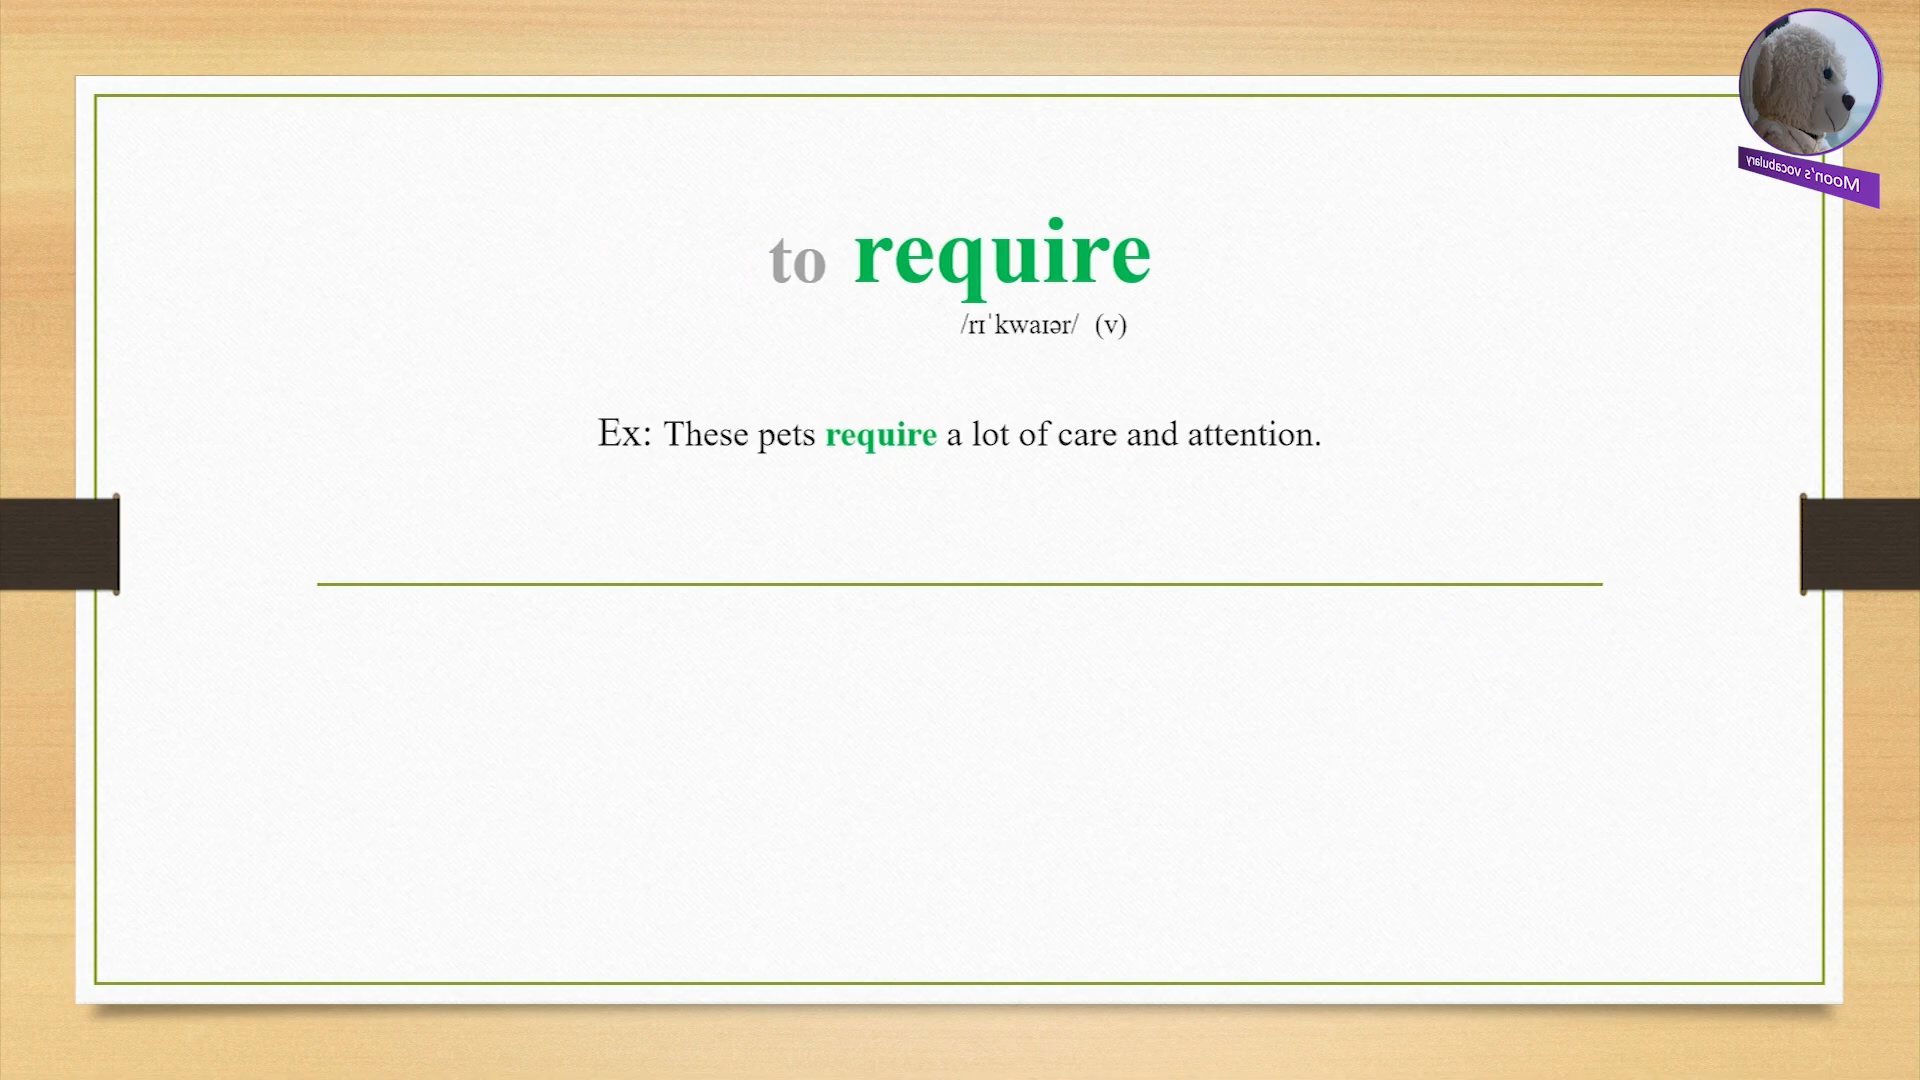 Moon's vocabulary
to require
/rɪˈkwaɪər/ (v)
Ex: These pets require a lot of care and attention.